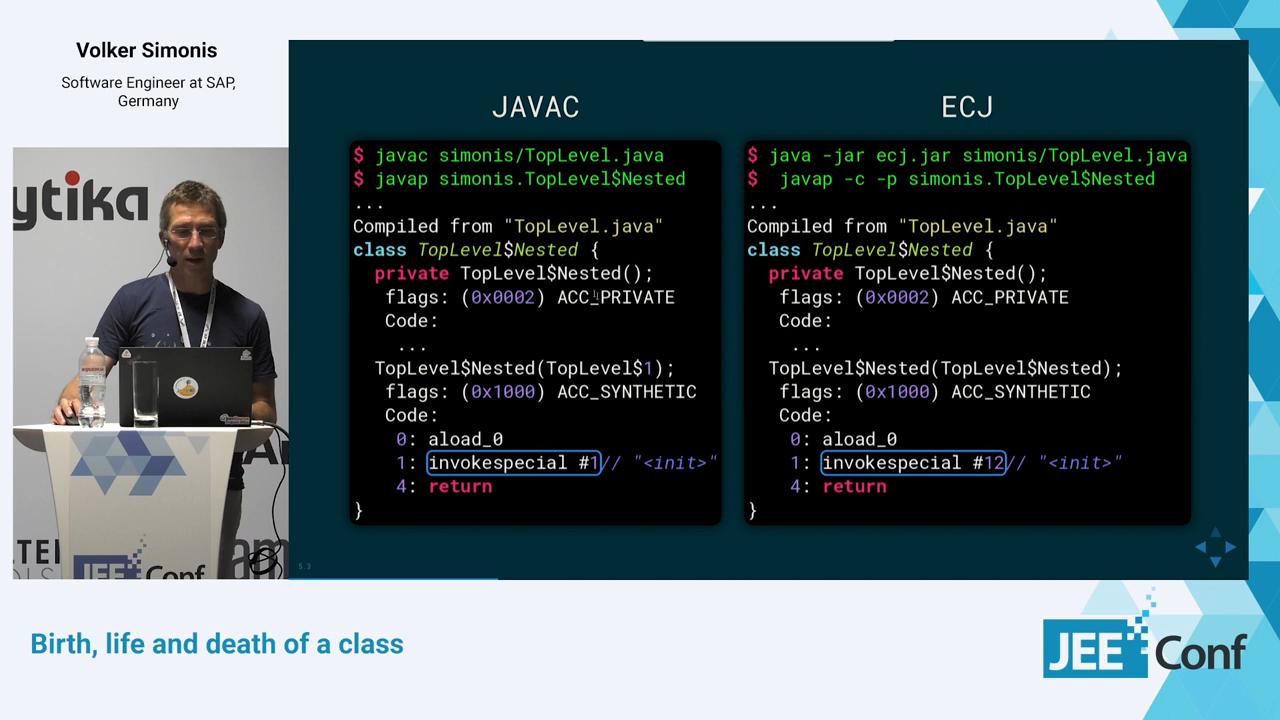 Volker Simonis
Software Engineer at SAP,
Germany
ytika
JEE Conf
JAVAC
$ javac simonis/TopLevel.java
$ javap simonis.TopLevel$Nested
...
Compiled from "TopLevel.java"
class TopLevel$Nested {
private TopLevel$Nested();
flags: (0x0002) ACC_PRIVATE
Code:
...
TopLevel$Nested(TopLevel$1);
flags: (0x1000) ACC_SYNTHETIC
Code:
0: aload_0
1: invokespecial #1// "<init>"
4: return
}
ECJ
$ java -jar ecj.jar simonis/TopLevel.java
$ javap -c -p simonis.TopLevel$Nested
...
Compiled from "TopLevel.java"
class TopLevel$Nested {
private TopLevel$Nested();
flags: (0x0002) ACC_PRIVATE
Code:
...
TopLevel$Nested(TopLevel$Nested);
flags: (0x1000) ACC_SYNTHETIC
Code:
0: aload_0
1: invokespecial #12// "<init>"
4: return
}
5.3
Birth, life and death of a class
JEE Conf